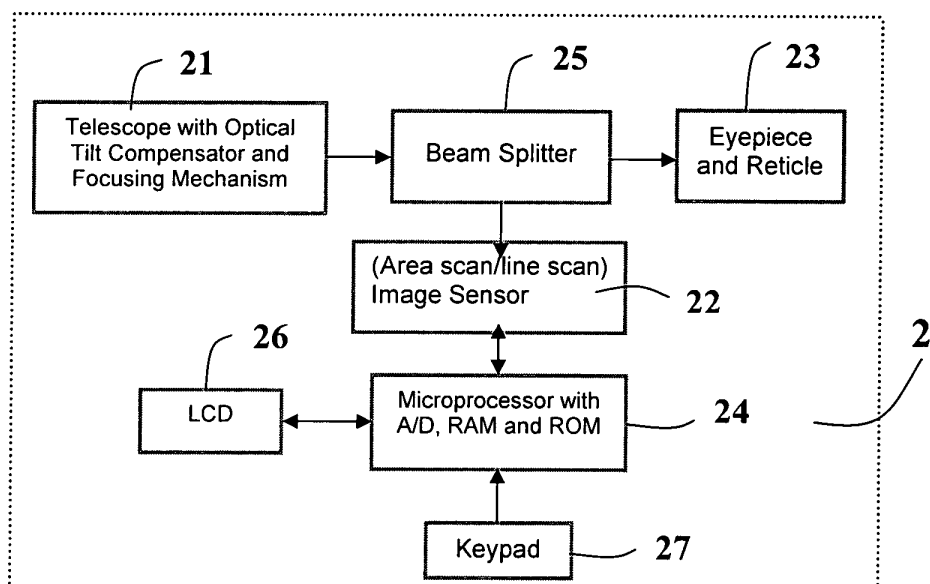 21
25
23
Telescope with Optical
Tilt Compensator and
Focusing Mechanism
Beam Splitter
Eyepiece
and Reticle
(Area scan/line scan)
Image Sensor
22
26
2
LCD
Microprocessor with
A/D, RAM and ROM
24
Keypad
27